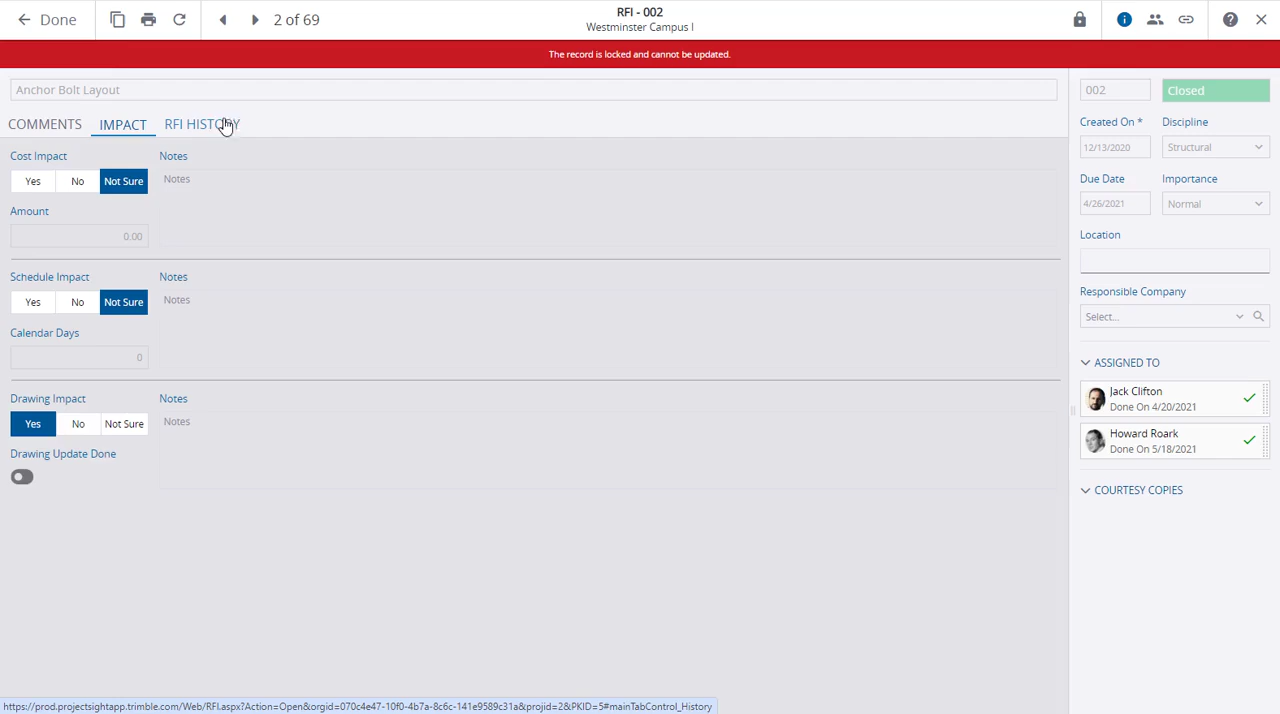 Done
2 of 69
RFI - 002
Westminster Campus I
The record is locked and cannot be updated.
Anchor Bolt Layout
COMMENTS
IMPACT
RFI HISTORY
Cost Impact
Notes
Yes
No
Not Sure
Notes
Amount
0.00
Schedule Impact
Notes
Yes
No
Not Sure
Notes
Calendar Days
0
Drawing Impact
Notes
Yes
No
Not Sure
Notes
Drawing Update Done
002
Closed
Created On *
Discipline
12/13/2020
Structural
Due Date
Importance
4/26/2021
Normal
Location
Responsible Company
Select...
ASSIGNED TO
Jack Clifton
Done On 4/20/2021
Howard Roark
Done On 5/18/2021
COURTESY COPIES
https://prod.projectsightapp.trimble.com/Web/RFI.aspx?Action=Open&orgid=070c4e47-10f0-4b7a-8c6c-141e9589c31a&projid=2&PKID=5#mainTabControl_History